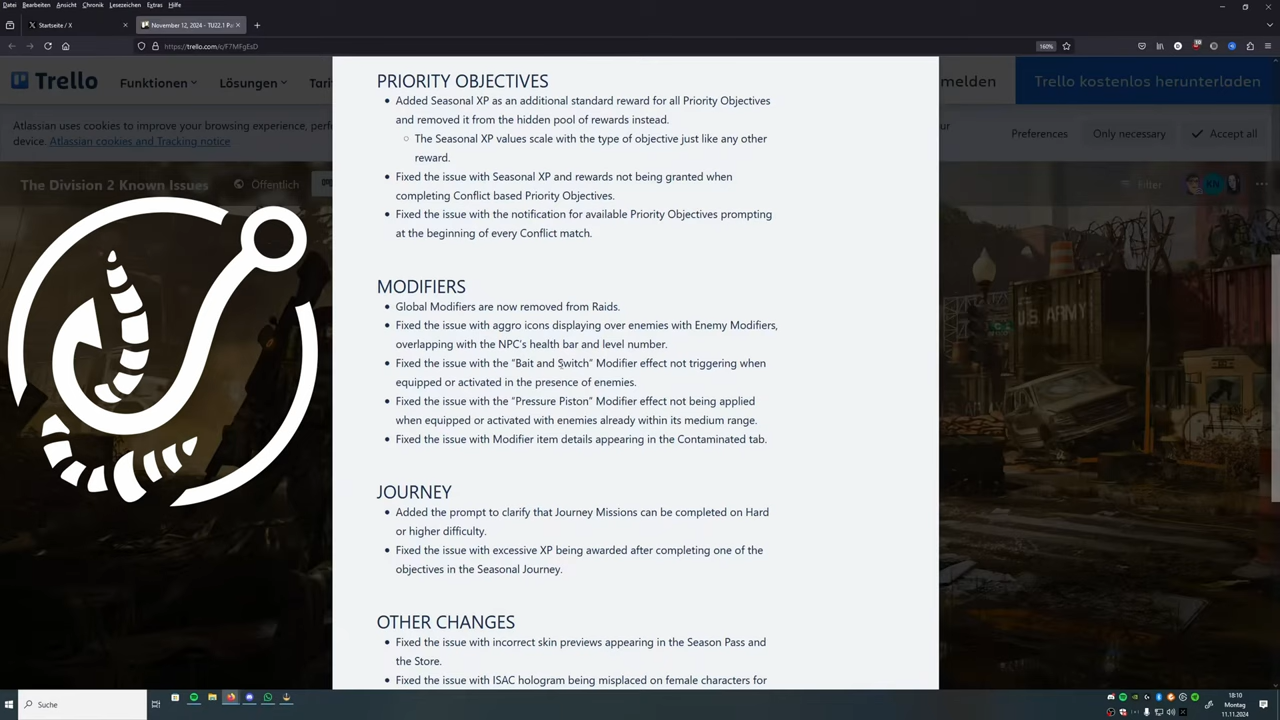 Datei Bearbeiten Ansicht Chronik Lesezeichen Extras Hilfe
Startseite / X
November 12, 2024 - TU22.1 Pa
https://trello.com/c/F7MFgEsD
160%
Trello
Funktionen
Lösungen
Tari
melden
Trello kostenlos herunterladen
Atlassian uses cookies to improve your browsing experience, perf
device. Atlassian cookies and Tracking notice
Preferences
Only necessary
Accept all
The Division 2 Known Issues
Öffentlich
Filter
KN
U.S. ARMY
PRIORITY OBJECTIVES
Added Seasonal XP as an additional standard reward for all Priority Objectives
and removed it from the hidden pool of rewards instead.
The Seasonal XP values scale with the type of objective just like any other
reward.
Fixed the issue with Seasonal XP and rewards not being granted when
completing Conflict based Priority Objectives.
Fixed the issue with the notification for available Priority Objectives prompting
at the beginning of every Conflict match.
MODIFIERS
Global Modifiers are now removed from Raids.
Fixed the issue with aggro icons displaying over enemies with Enemy Modifiers,
overlapping with the NPC's health bar and level number.
Fixed the issue with the “Bait and Switch” Modifier effect not triggering when
equipped or activated in the presence of enemies.
Fixed the issue with the “Pressure Piston” Modifier effect not being applied
when equipped or activated with enemies already within its medium range.
Fixed the issue with Modifier item details appearing in the Contaminated tab.
JOURNEY
Added the prompt to clarify that Journey Missions can be completed on Hard
or higher difficulty.
Fixed the issue with excessive XP being awarded after completing one of the
objectives in the Seasonal Journey.
OTHER CHANGES
Fixed the issue with incorrect skin previews appearing in the Season Pass and
the Store.
Fixed the issue with ISAC hologram being misplaced on female characters for
Suche
18:10
Montag
11.11.2024